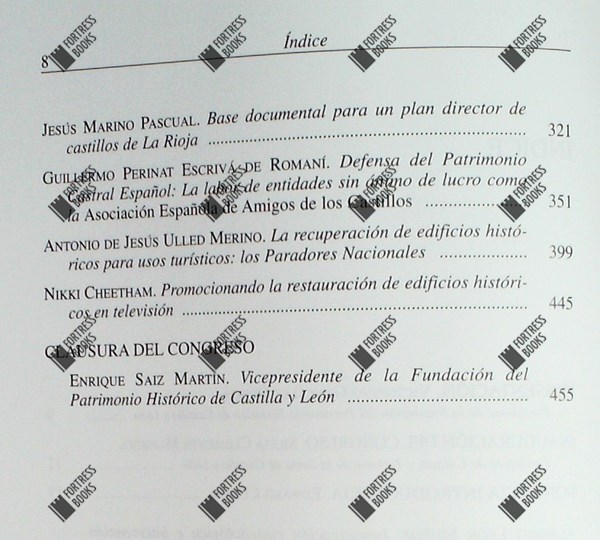 8
Índice
JESÚS MARINO PASCUAL. Base documental para un plan director de
castillos de La Rioja ........ 321
GUILLERMO PERINAT ESCRIVÁ DE ROMANÍ. Defensa del Patrimonio
Castral Español: La labor de entidades sin ánimo de lucro como
la Asociación Española de Amigos de los Castillos ........ 351
ANTONIO DE JESÚS ULLED MERINO. La recuperación de edificios histó-
ricos para usos turísticos: los Paradores Nacionales ........ 399
NIKKI CHEETHAM. Promocionando la restauración de edificios históri-
cos en televisión ........ 445
CLAUSURA DEL CONGRESO
ENRIQUE SAIZ MARTÍN. Vicepresidente de la Fundación del
Patrimonio Histórico de Castilla y León ........ 455
FORTRESS BOOKS